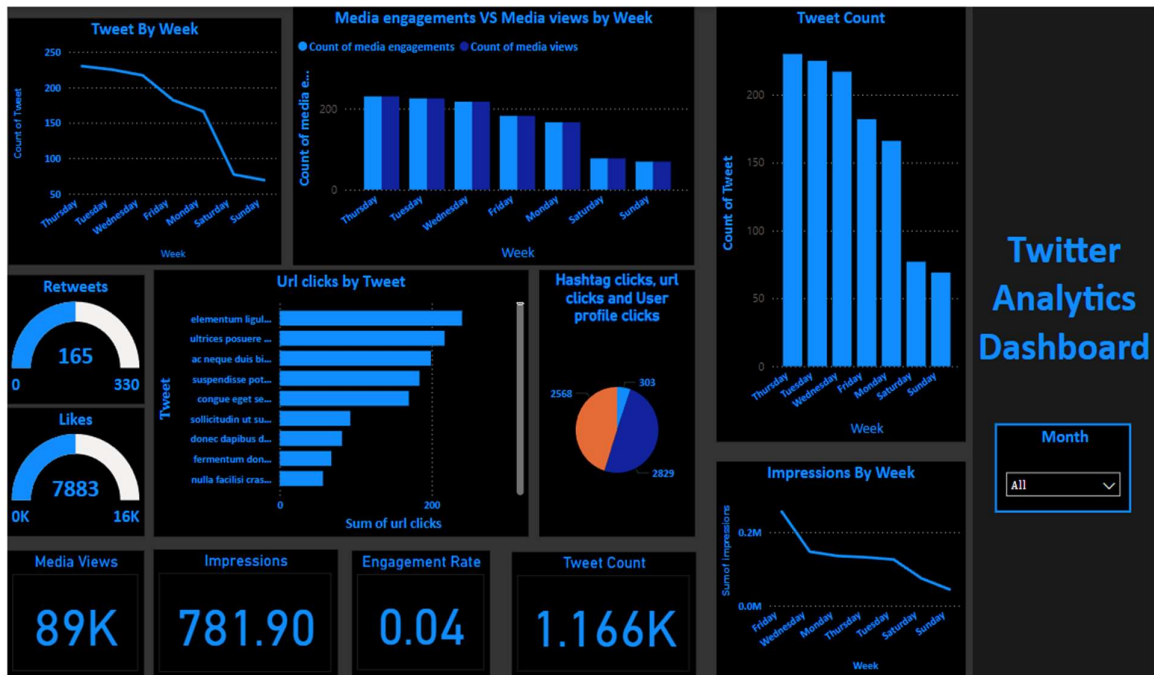 Tweet By Week
250
200
150
100
50
Count of Tweet
Thursday
Tuesday
Wednesday
Friday
Monday
Saturday
Sunday
Week
Media engagements VS Media views by Week
Count of media engagements Count of media views
Count of media e...
200
0
Thursday
Tuesday
Wednesday
Friday
Monday
Saturday
Sunday
Week
Tweet Count
200
150
100
50
0
Count of Tweet
Thursday
Tuesday
Wednesday
Friday
Monday
Saturday
Sunday
Week
Twitter
Analytics
Dashboard
Month
All
Retweets
165
0 330
Likes
7883
0K 16K
Url clicks by Tweet
Tweet
elementum ligul...
ultrices posuere ...
ac neque duis bi...
suspendisse pot...
congue eget se...
sollicitudin ut su...
donec dapibus d...
fermentum don...
nulla facilisi cras...
0 200
Sum of url clicks
Hashtag clicks, url
clicks and User
profile clicks
303
2568
2829
Impressions By Week
Sum of impressions
0.2M
0.0M
Friday
Wednesday
Monday
Thursday
Tuesday
Saturday
Sunday
Week
Media Views
89K
Impressions
781.90
Engagement Rate
0.04
Tweet Count
1.166K